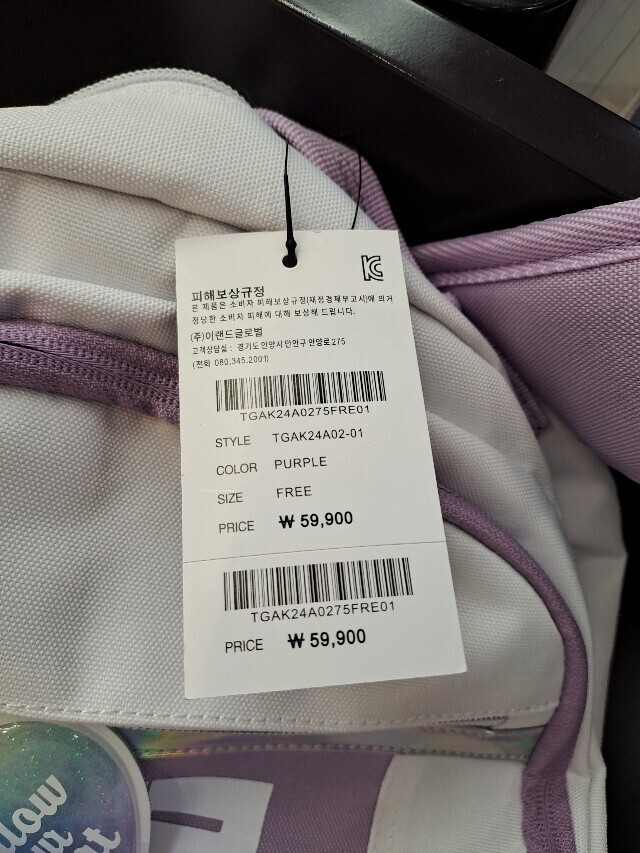 피해보상규정
본 제품은 소비자 피해보상규정(재정경제부고시)에 의거
정당한 소비자 피해에 대해 보상해 드립니다.
(주)이랜드글로벌
고객상담실 : 경기도 안양시 만안구 안양로 275
(전화 080.345.2001)
TGAK24A0275FRE01
STYLE TGAK24A02-01
COLOR PURPLE
SIZE FREE
PRICE ₩ 59,900
TGAK24A0275FRE01
PRICE ₩ 59,900